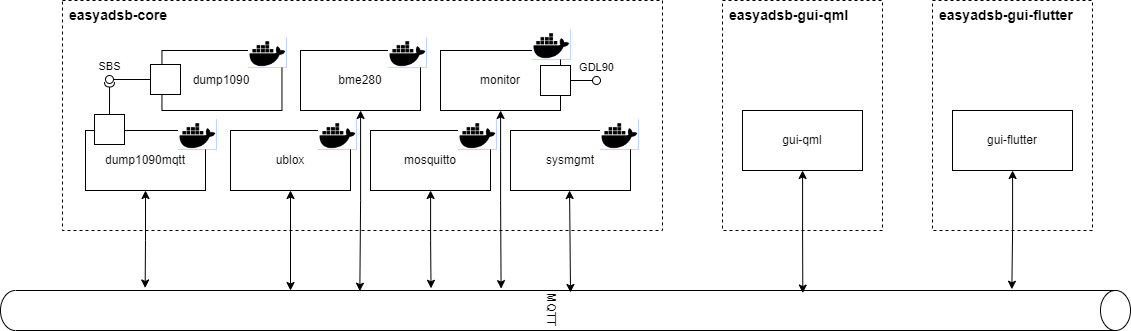 easyadsb-core
easyadsb-gui-qml
easyadsb-gui-flutter
SBS
dump1090
bme280
monitor
GDL90
dump1090mqtt
ublox
mosquitto
sysmgmt
gui-qml
gui-flutter
MQTT